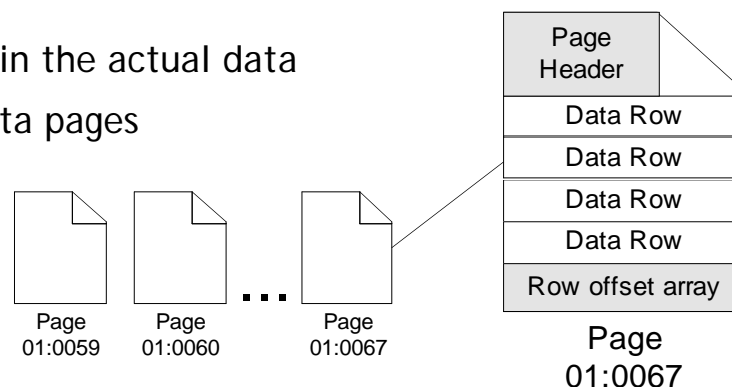 in the actual data
ta pages
Page
01:0059
Page
01:0060
...
Page
01:0067
Page
Header
Data Row
Data Row
Data Row
Data Row
Row offset array
Page
01:0067